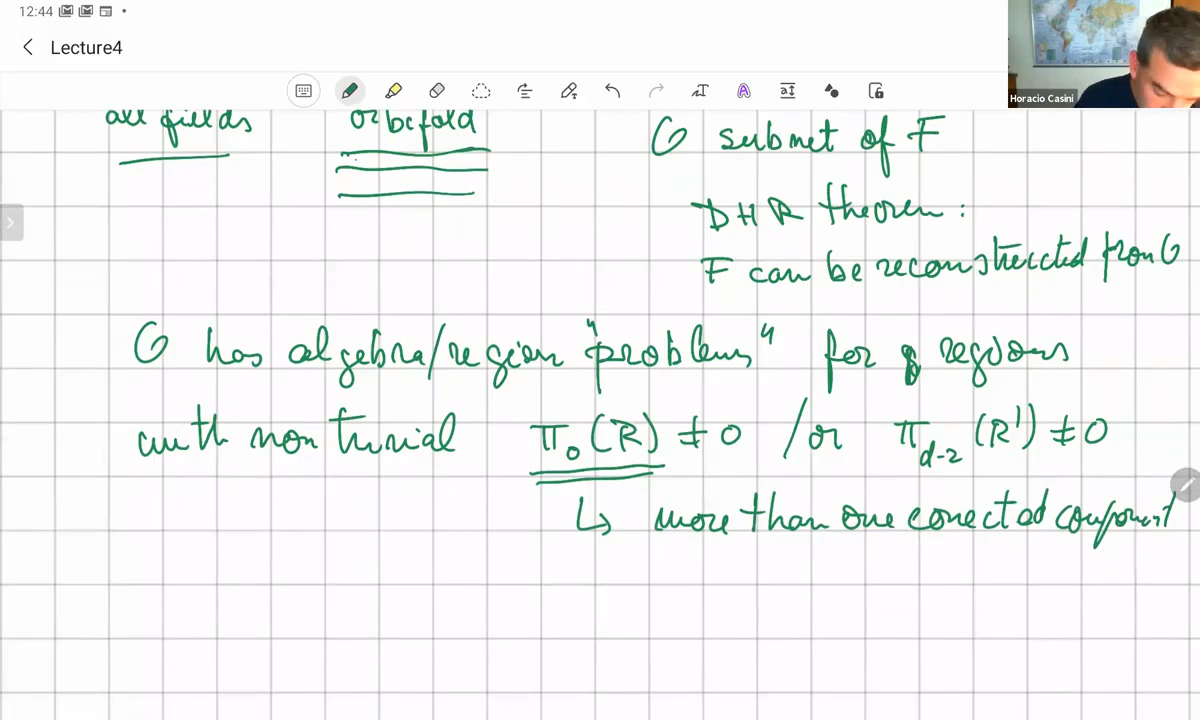 12:44
Lecture4
Horacio Casini
all fields
orbifold
O subnet of F
DHR theorem :
F can be reconstructed from O
O has algebra/region "problems" for regions
with non trivial π₀(R) ≠ 0 / or π_{d-2}(R') ≠ 0
↳ more than one conected component